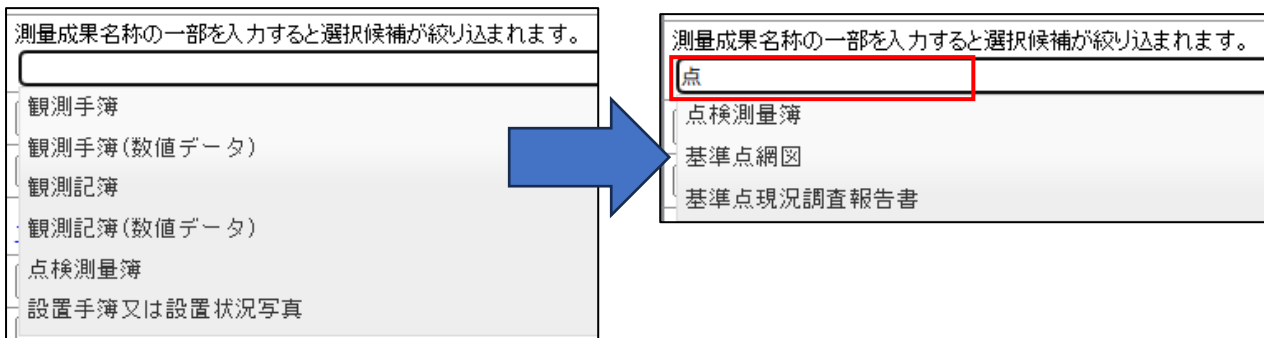 測量成果名称の一部を入力すると選択候補が絞り込まれます。
観測手簿
観測手簿(数値データ)
観測記簿
観測記簿(数値データ)
点検測量簿
設置手簿又は設置状況写真
測量成果名称の一部を入力すると選択候補が絞り込まれます。
点
点検測量簿
基準点網図
基準点現況調査報告書